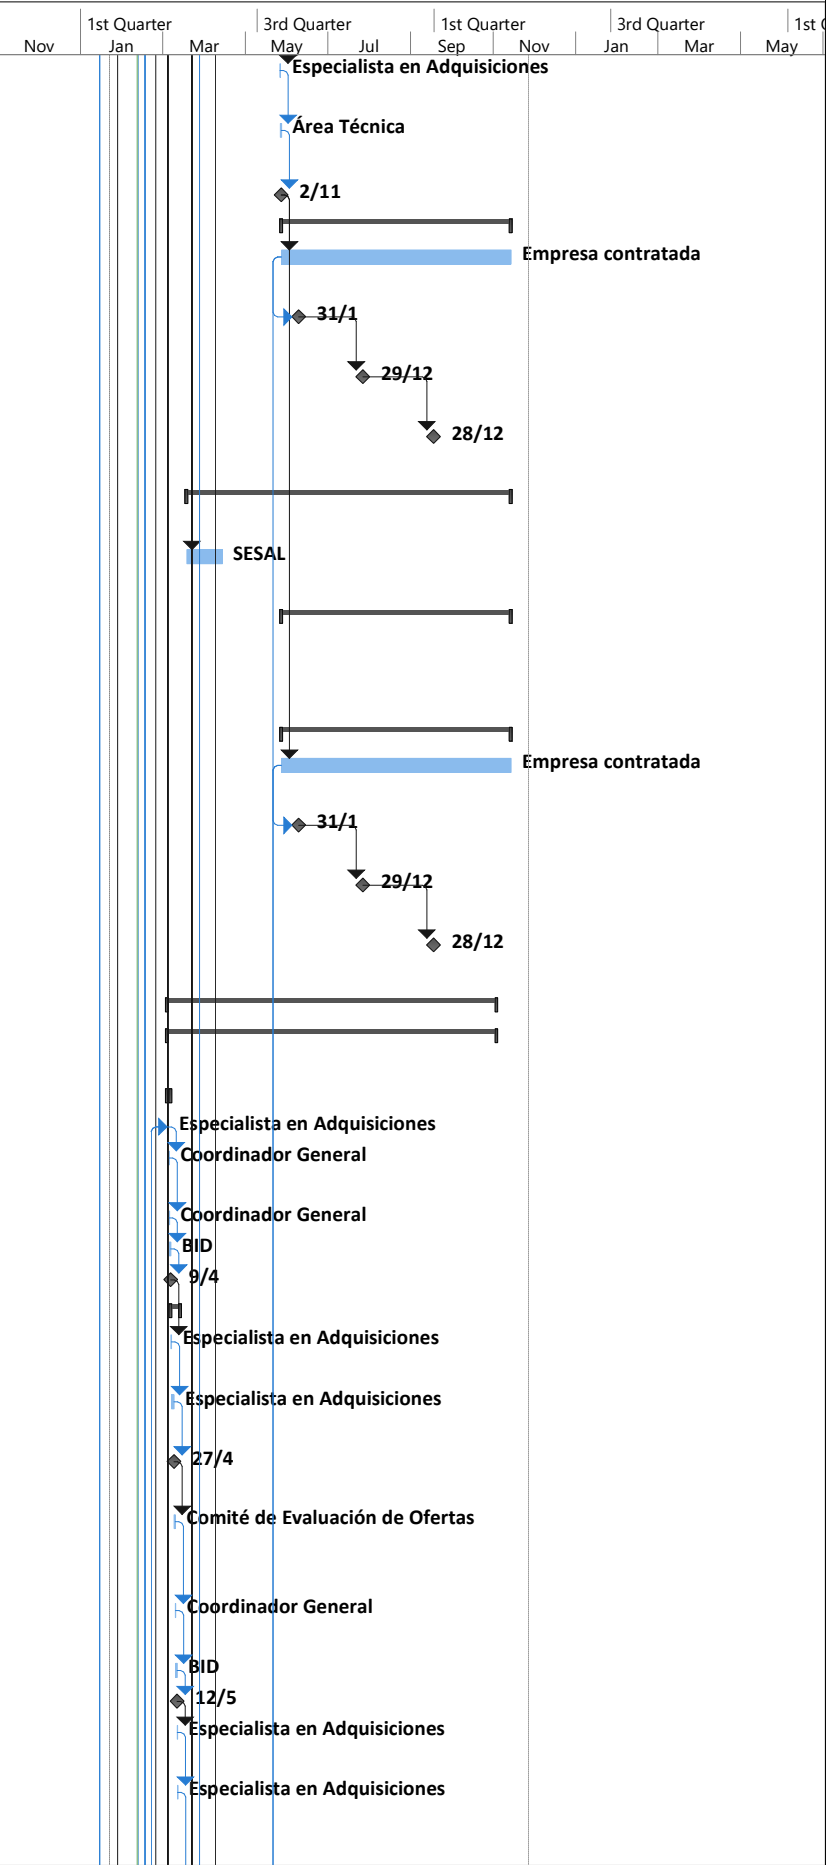 1st Quarter 3rd Quarter 1st Quarter 3rd Quarter 1st
Nov Jan Mar May Jul Sep Nov Jan Mar May
Especialista en Adquisiciones
Área Técnica
2/11
Empresa contratada
31/1
29/12
28/12
SESAL
Empresa contratada
31/1
29/12
28/12
Especialista en Adquisiciones
Coordinador General
Coordinador General
BID
9/4
Especialista en Adquisiciones
Especialista en Adquisiciones
27/4
Comité de Evaluación de Ofertas
Coordinador General
BID
12/5
Especialista en Adquisiciones
Especialista en Adquisiciones